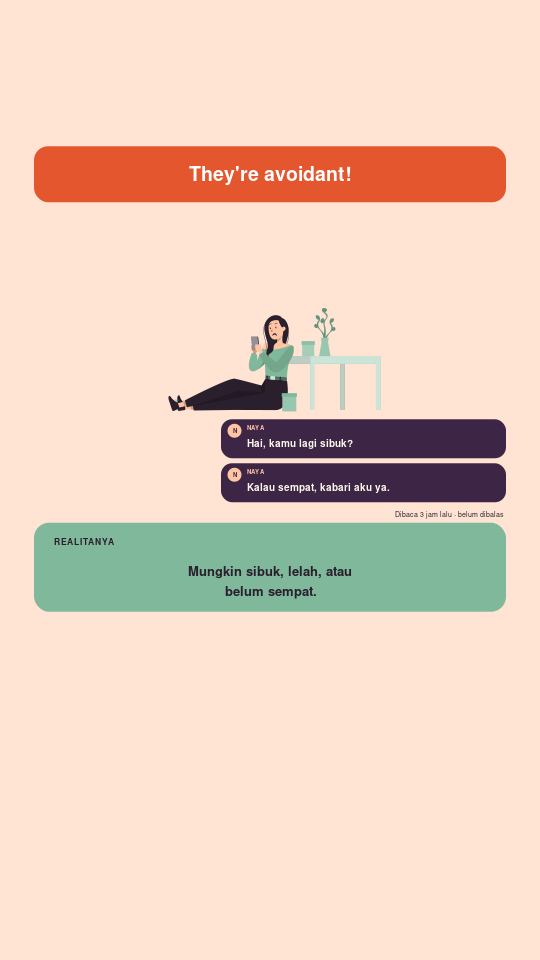 They're avoidant!
N NAYA
Hai, kamu lagi sibuk?
N NAYA
Kalau sempat, kabari aku ya.
Dibaca 3 jam lalu · belum dibalas
REALITANYA
Mungkin sibuk, lelah, atau
belum sempat.